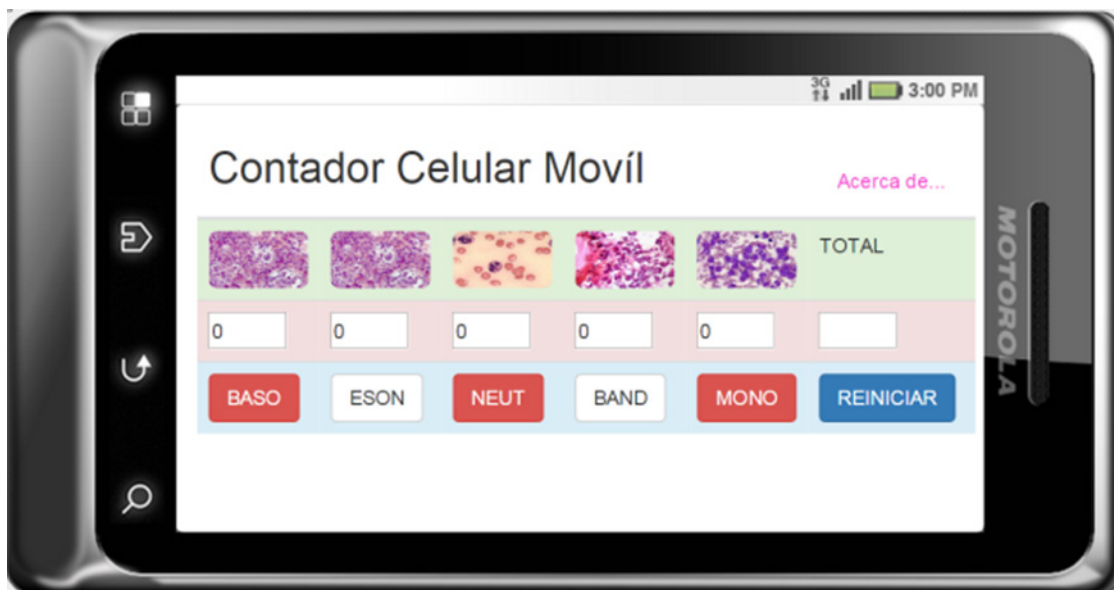 3G 3:00 PM
Contador Celular Movíl
Acerca de...
TOTAL
0 0 0 0 0
BASO ESON NEUT BAND MONO REINICIAR
MOTOROLA